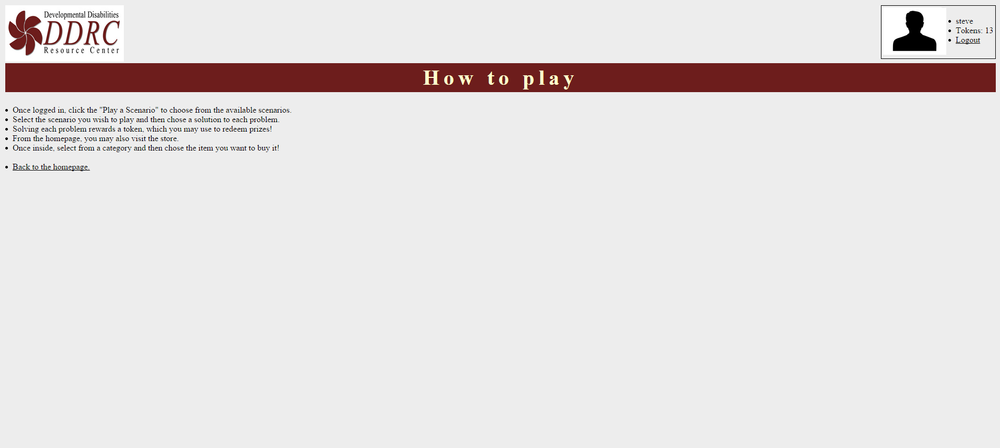 Developmental Disabilities
DDRC
Resource Center
steve
Tokens: 13
Logout
How to play
Once logged in, click the "Play a Scenario" to choose from the available scenarios.
Select the scenario you wish to play and then chose a solution to each problem.
Solving each problem rewards a token, which you may use to redeem prizes!
From the homepage, you may also visit the store.
Once inside, select from a category and then chose the item you want to buy it!
Back to the homepage.